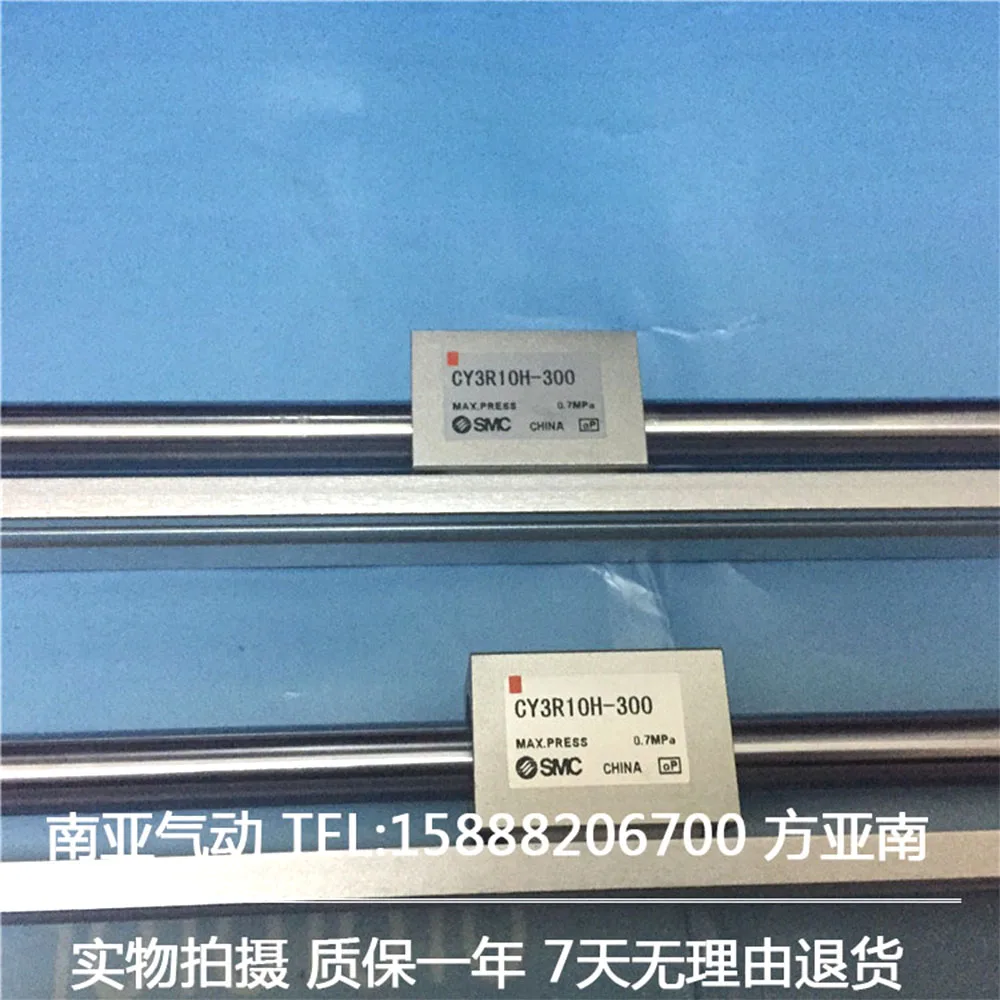 CY3R10H-300
MAX.PRESS 0.7MPa
SMC CHINA oP
CY3R10H-300
MAX.PRESS 0.7MPa
SMC CHINA oP
南亚气动 TEL:15888206700 方亚南
实物拍摄 质保一年 7天无理由退货